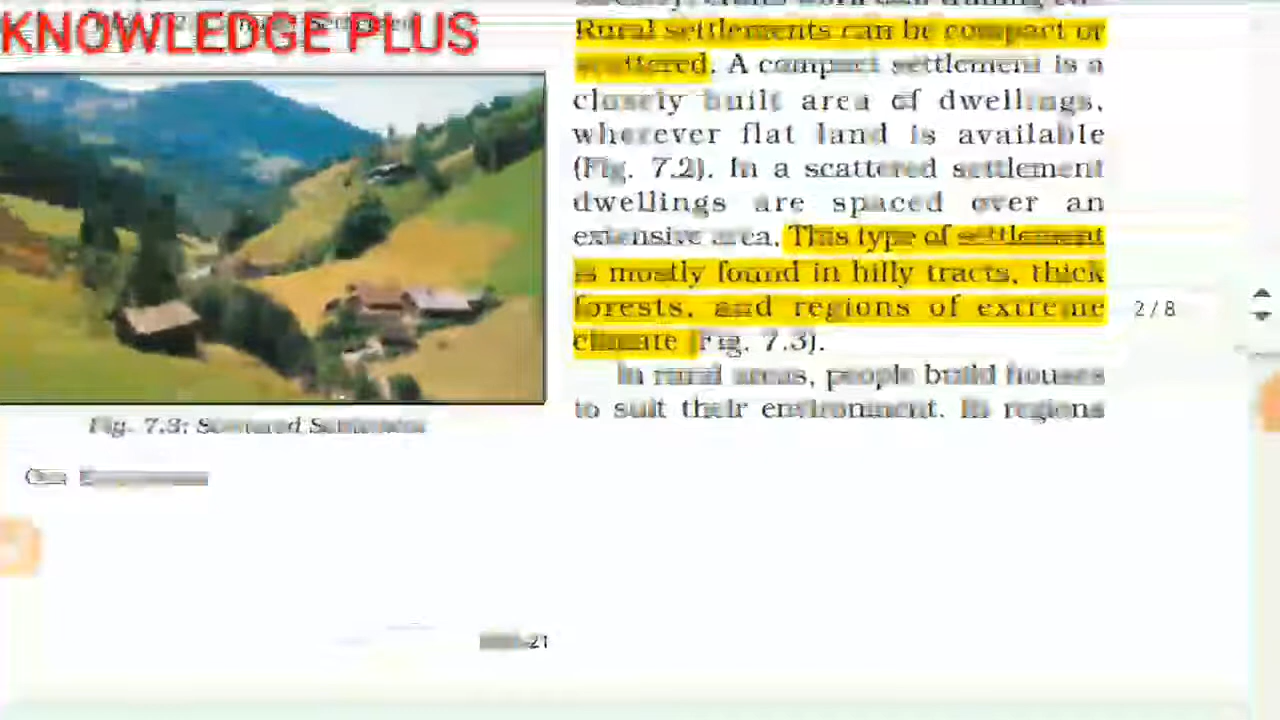 KNOWLEDGE PLUS
Fig. 7.3: Scattered Settlement
Rural settlements can be compact or
scattered. A compact settlement is a
closely built area of dwellings,
wherever flat land is available
(Fig. 7.2). In a scattered settlement
dwellings are spaced over an
extensive area. This type of settlement
is mostly found in hilly tracts, thick
forests, and regions of extreme
climate (Fig. 7.3).
In rural areas, people build houses
to suit their environment. In regions
2/8
21